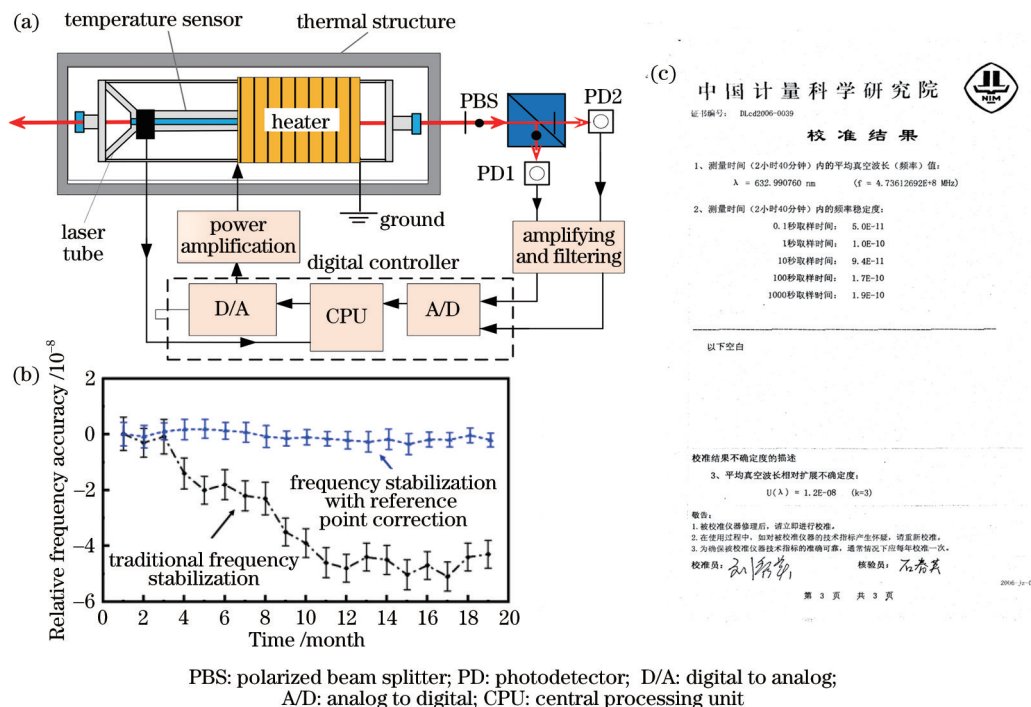 (a)
temperature sensor
thermal structure
heater
PBS
PD2
PD1
laser
tube
ground
power
amplification
amplifying
and filtering
digital controller
D/A
CPU
A/D
(b)
Relative frequency accuracy /10⁻⁸
2
0
−2
−4
−6
frequency stabilization
with reference
point correction
traditional frequency
stabilization
0 2 4 6 8 10 12 14 16 18 20
Time /month
(c)
中国计量科学研究院
NIM
证书编号: DLcd2006-0039
校准结果
1、测量时间(2小时40分钟)内的平均真空波长(频率)值:
λ = 632.990760 nm (f = 4.73612692E+8 MHz)
2、测量时间(2小时40分钟)内的频率稳定度:
0.1秒取样时间: 5.0E-11
1秒取样时间: 1.0E-10
10秒取样时间: 9.4E-11
100秒取样时间: 1.7E-10
1000秒取样时间: 1.9E-10
以下空白
校准结果不确定度的描述
3、平均真空波长相对扩展不确定度:
U(λ) = 1.2E-08 (k=3)
敬告:
1.被校准仪器修理后,请立即进行校准。
2.在使用过程中,如对被校准仪器的技术指标产生怀疑,请重新校准。
3.为确保被校准仪器技术指标的准确可靠,通常情况下应每年校准一次。
校准员: 核验员:
2006-jz-
第 3 页 共 3 页
PBS: polarized beam splitter; PD: photodetector; D/A: digital to analog;
A/D: analog to digital; CPU: central processing unit